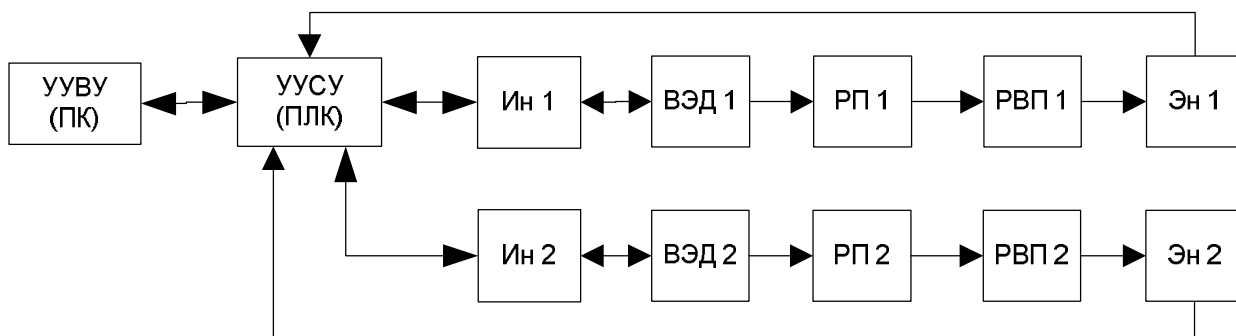 УУВУ
(ПК)
УУСУ
(ПЛК)
Ин 1
ВЭД 1
РП 1
РВП 1
Эн 1
Ин 2
ВЭД 2
РП 2
РВП 2
Эн 2